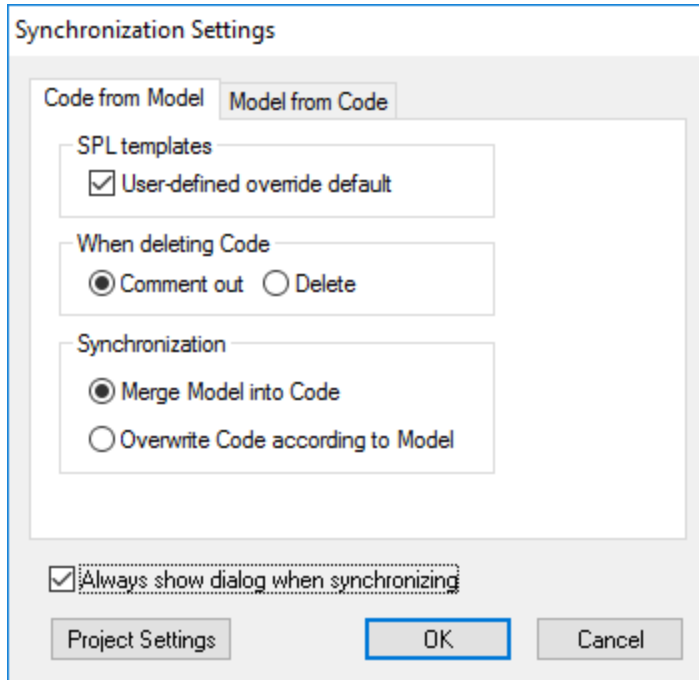 Synchronization Settings
Code from Model Model from Code
SPL templates
User-defined override default
When deleting Code
Comment out Delete
Synchronization
Merge Model into Code
Overwrite Code according to Model
Always show dialog when synchronizing
Project Settings OK Cancel